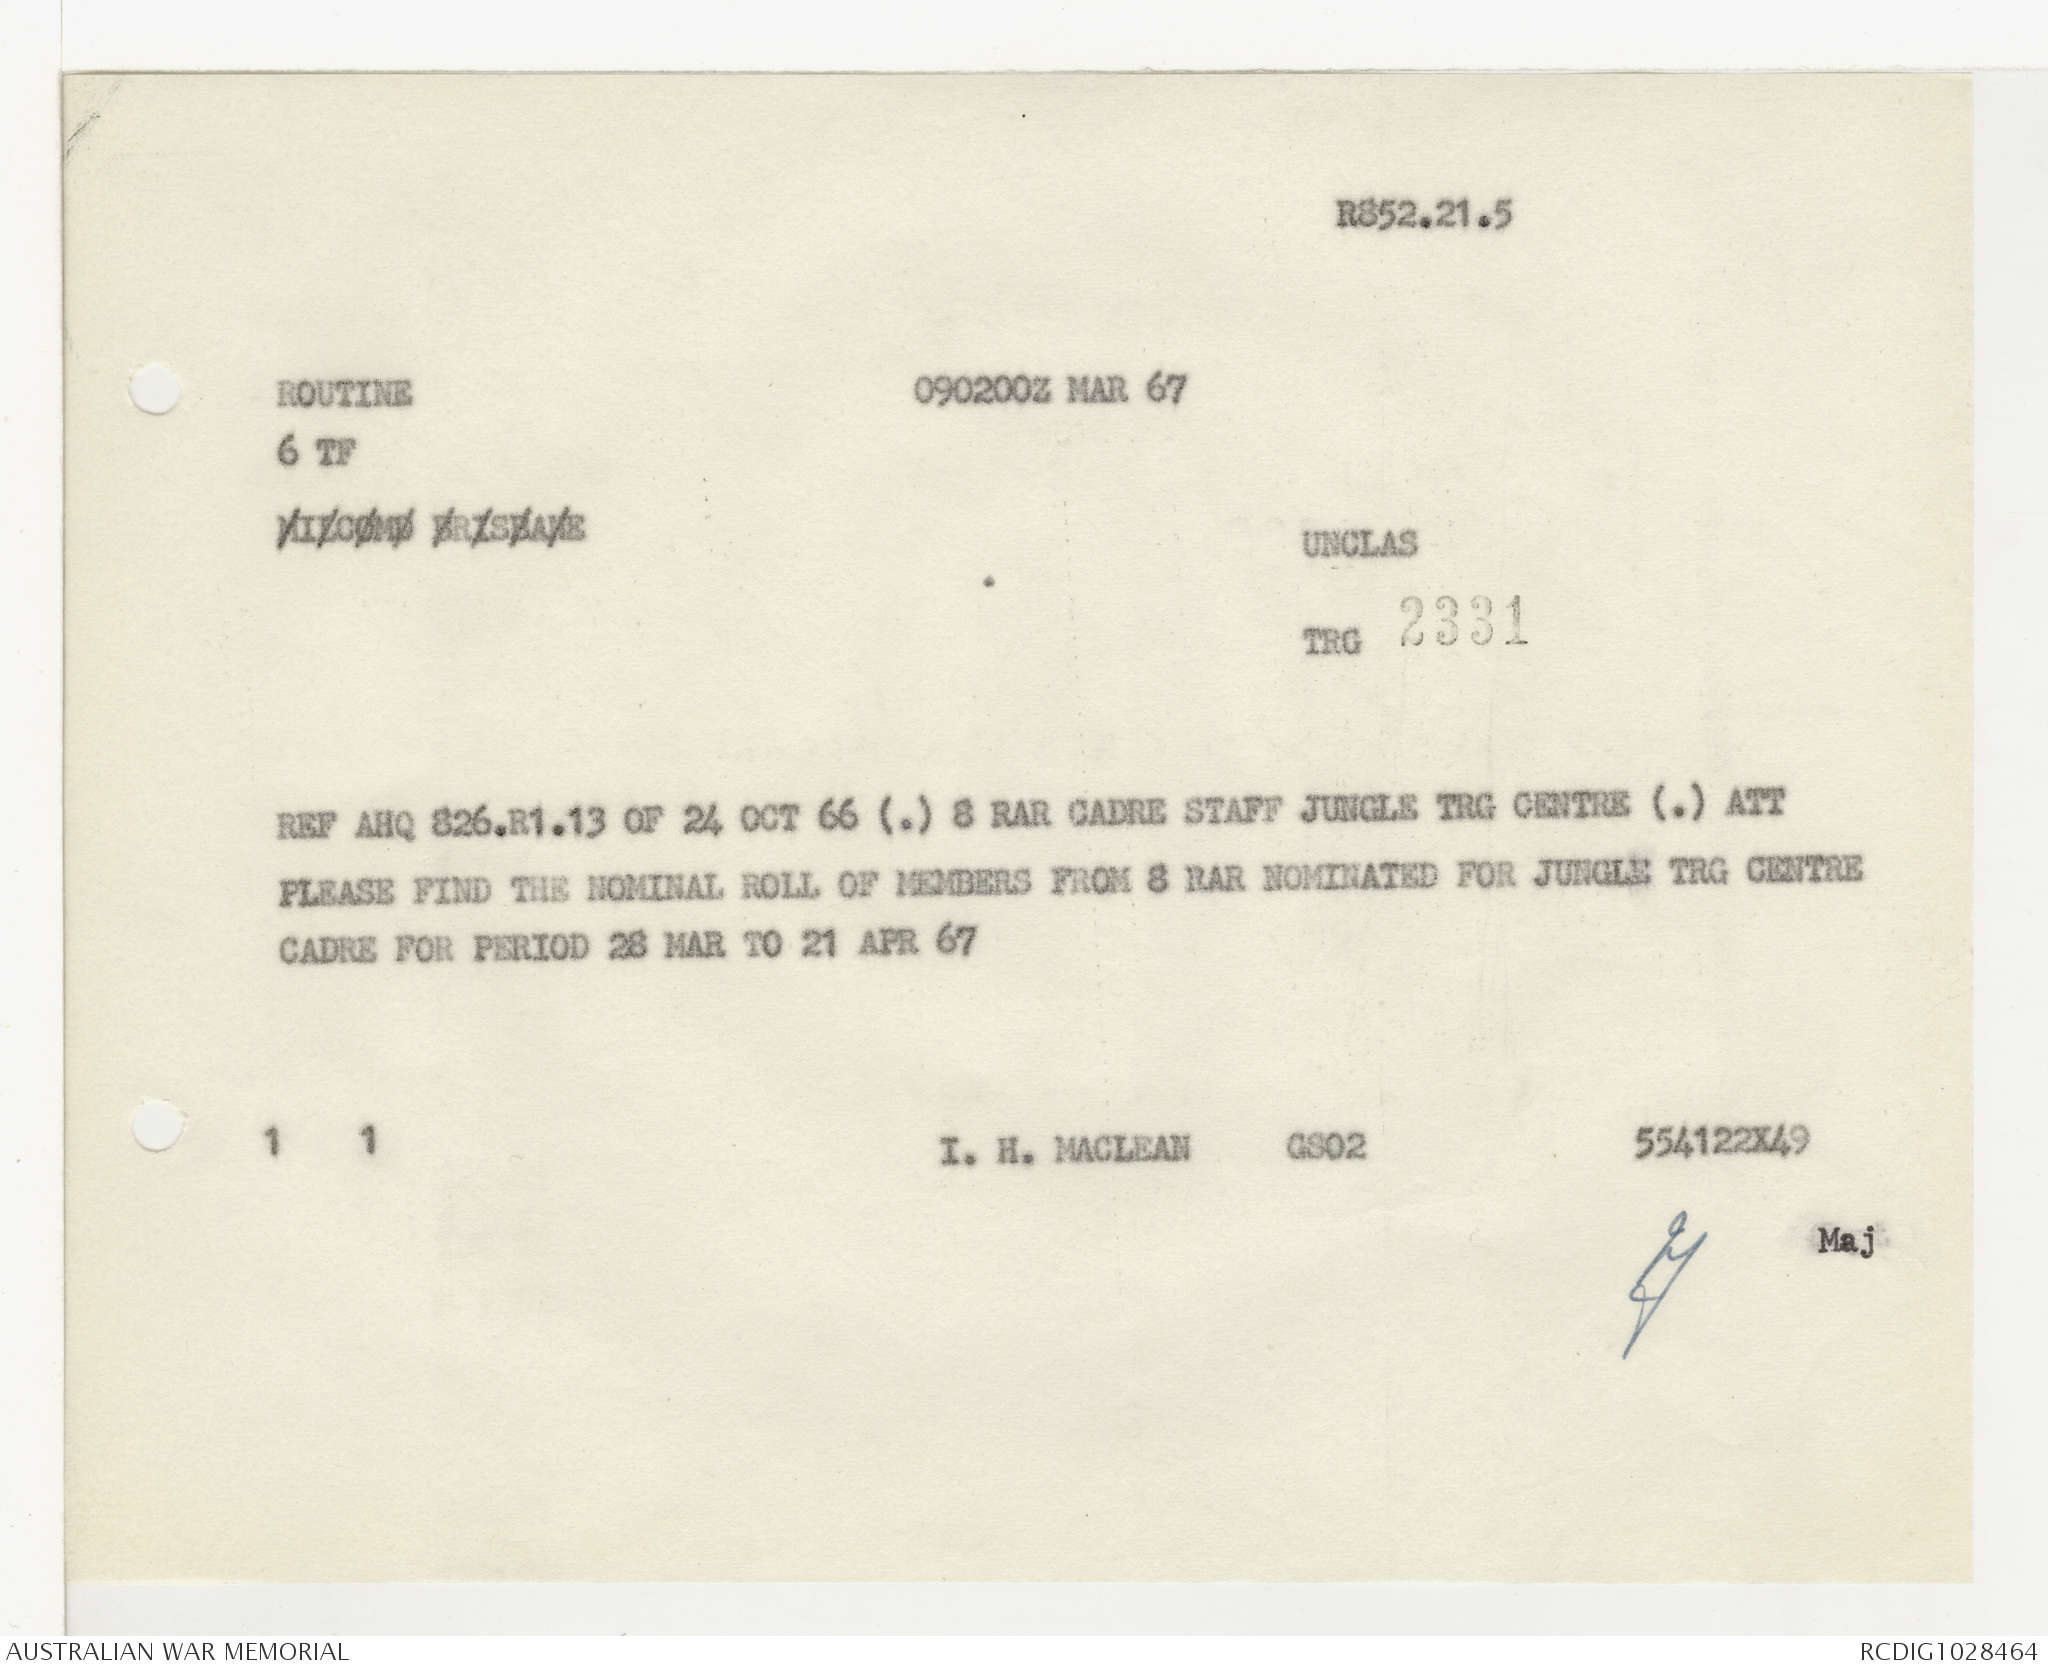 R852.21.5
ROUTINE 090200Z MAR 67
6 TF
MILCOMD BRISBANE
UNCLAS
TRG 2331
REF AHQ 826.R1.13 OF 24 OCT 66 (.) 8 RAR CADRE STAFF JUNGLE TRG CENTRE (.) ATT
PLEASE FIND THE NOMINAL ROLL OF MEMBERS FROM 8 RAR NOMINATED FOR JUNGLE TRG CENTRE
CADRE FOR PERIOD 28 MAR TO 21 APR 67
1 1 I. H. MACLEAN GSO2 554122X49
Maj
AUSTRALIAN WAR MEMORIAL RCDIG1028464